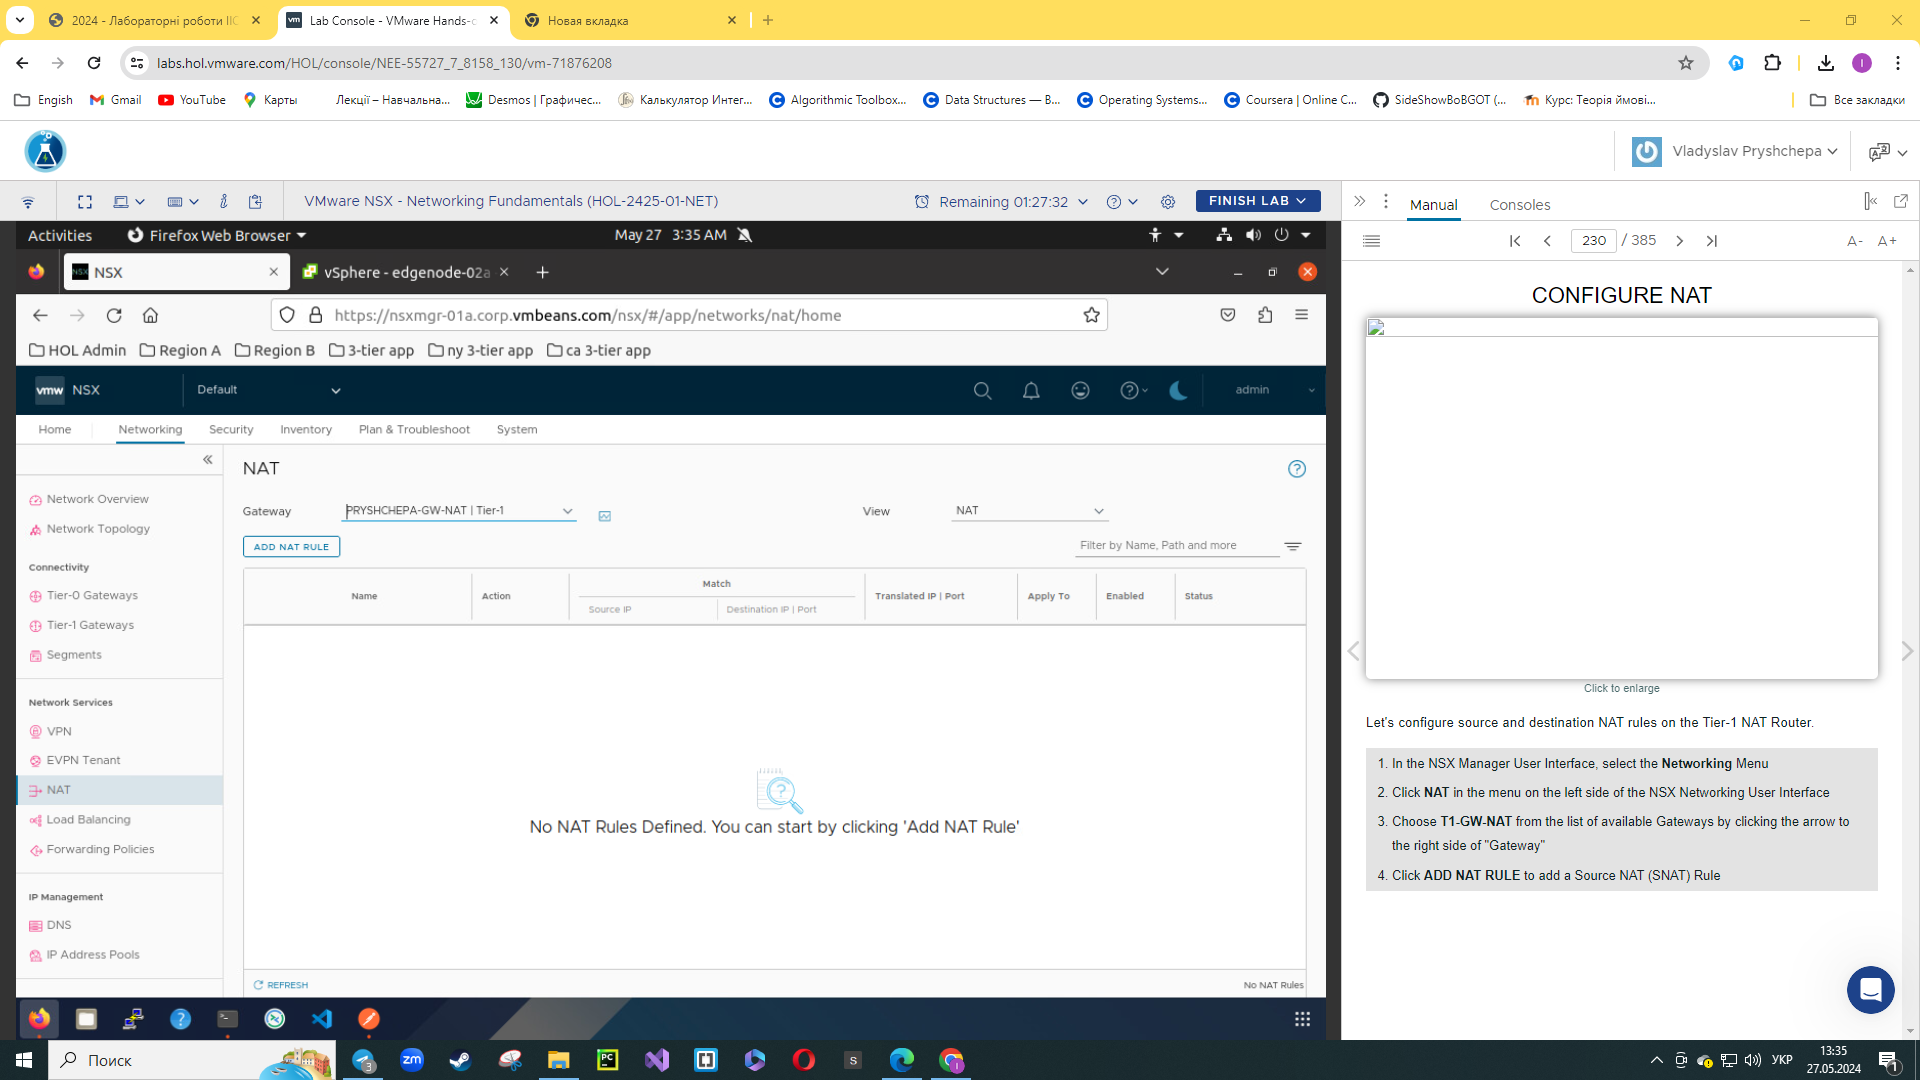 2024 - Лабораторні роботи ІІС
Lab Console - VMware Hands-o
Новая вкладка
labs.hol.vmware.com/HOL/console/NEE-55727_7_8158_130/vm-71876208
Engish
Gmail
YouTube
Карты
Лекції – Навчальна...
Desmos | Графичес...
Калькулятор Интег...
Algorithmic Toolbox...
Data Structures — В...
Operating Systems...
Coursera | Online C...
SideShowBoBGOT (...
Курс: Теорія ймові...
Все закладки
Vladyslav Pryshchepa
VMware NSX - Networking Fundamentals (HOL-2425-01-NET)
Remaining 01:27:32
FINISH LAB
Manual
Consoles
Activities
Firefox Web Browser
May 27 3:35 AM
230 / 385
A- A+
NSX
vSphere - edgenode-02a
https://nsxmgr-01a.corp.vmbeans.com/nsx/#/app/networks/nat/home
HOL Admin
Region A
Region B
3-tier app
ny 3-tier app
ca 3-tier app
vmw NSX
Default
admin
Home
Networking
Security
Inventory
Plan & Troubleshoot
System
Network Overview
Network Topology
Connectivity
Tier-0 Gateways
Tier-1 Gateways
Segments
Network Services
VPN
EVPN Tenant
NAT
Load Balancing
Forwarding Policies
IP Management
DNS
IP Address Pools
NAT
Gateway
PRYSHCHEPA-GW-NAT | Tier-1
View
NAT
ADD NAT RULE
Filter by Name, Path and more
Name
Action
Match
Source IP
Destination IP | Port
Translated IP | Port
Apply To
Enabled
Status
No NAT Rules Defined. You can start by clicking 'Add NAT Rule'
REFRESH
No NAT Rules
CONFIGURE NAT
Click to enlarge
Let's configure source and destination NAT rules on the Tier-1 NAT Router.
1. In the NSX Manager User Interface, select the Networking Menu
2. Click NAT in the menu on the left side of the NSX Networking User Interface
3. Choose T1-GW-NAT from the list of available Gateways by clicking the arrow to
the right side of "Gateway"
4. Click ADD NAT RULE to add a Source NAT (SNAT) Rule
Поиск
3
zm
PC
S
УКР
13:35
27.05.2024
1